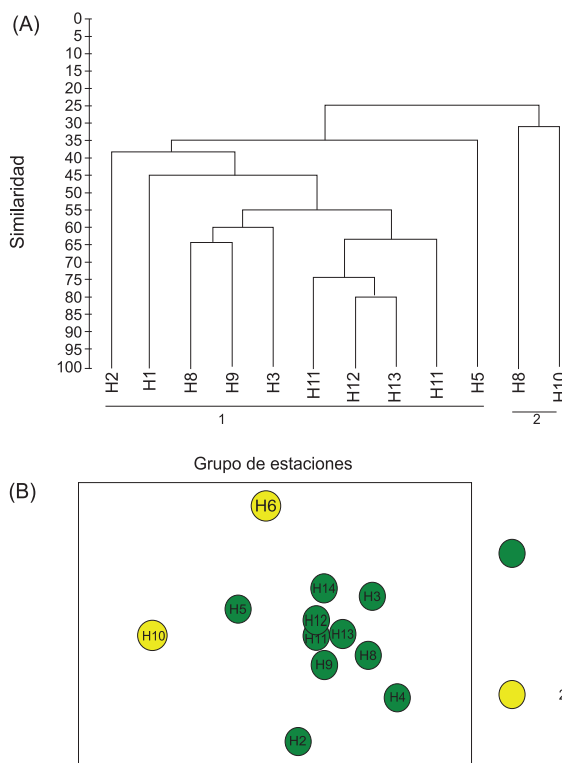 (A)
Similaridad
0
5
10
15
20
25
30
35
40
45
50
55
60
65
70
75
80
85
90
95
100
H2 H1 H8 H9 H3 H11 H12 H13 H11 H5 H8 H10
1 2
Grupo de estaciones
(B)
H6
H14
H3
H5
H12
H10
H11
H13
H9
H8
H4
2
H2